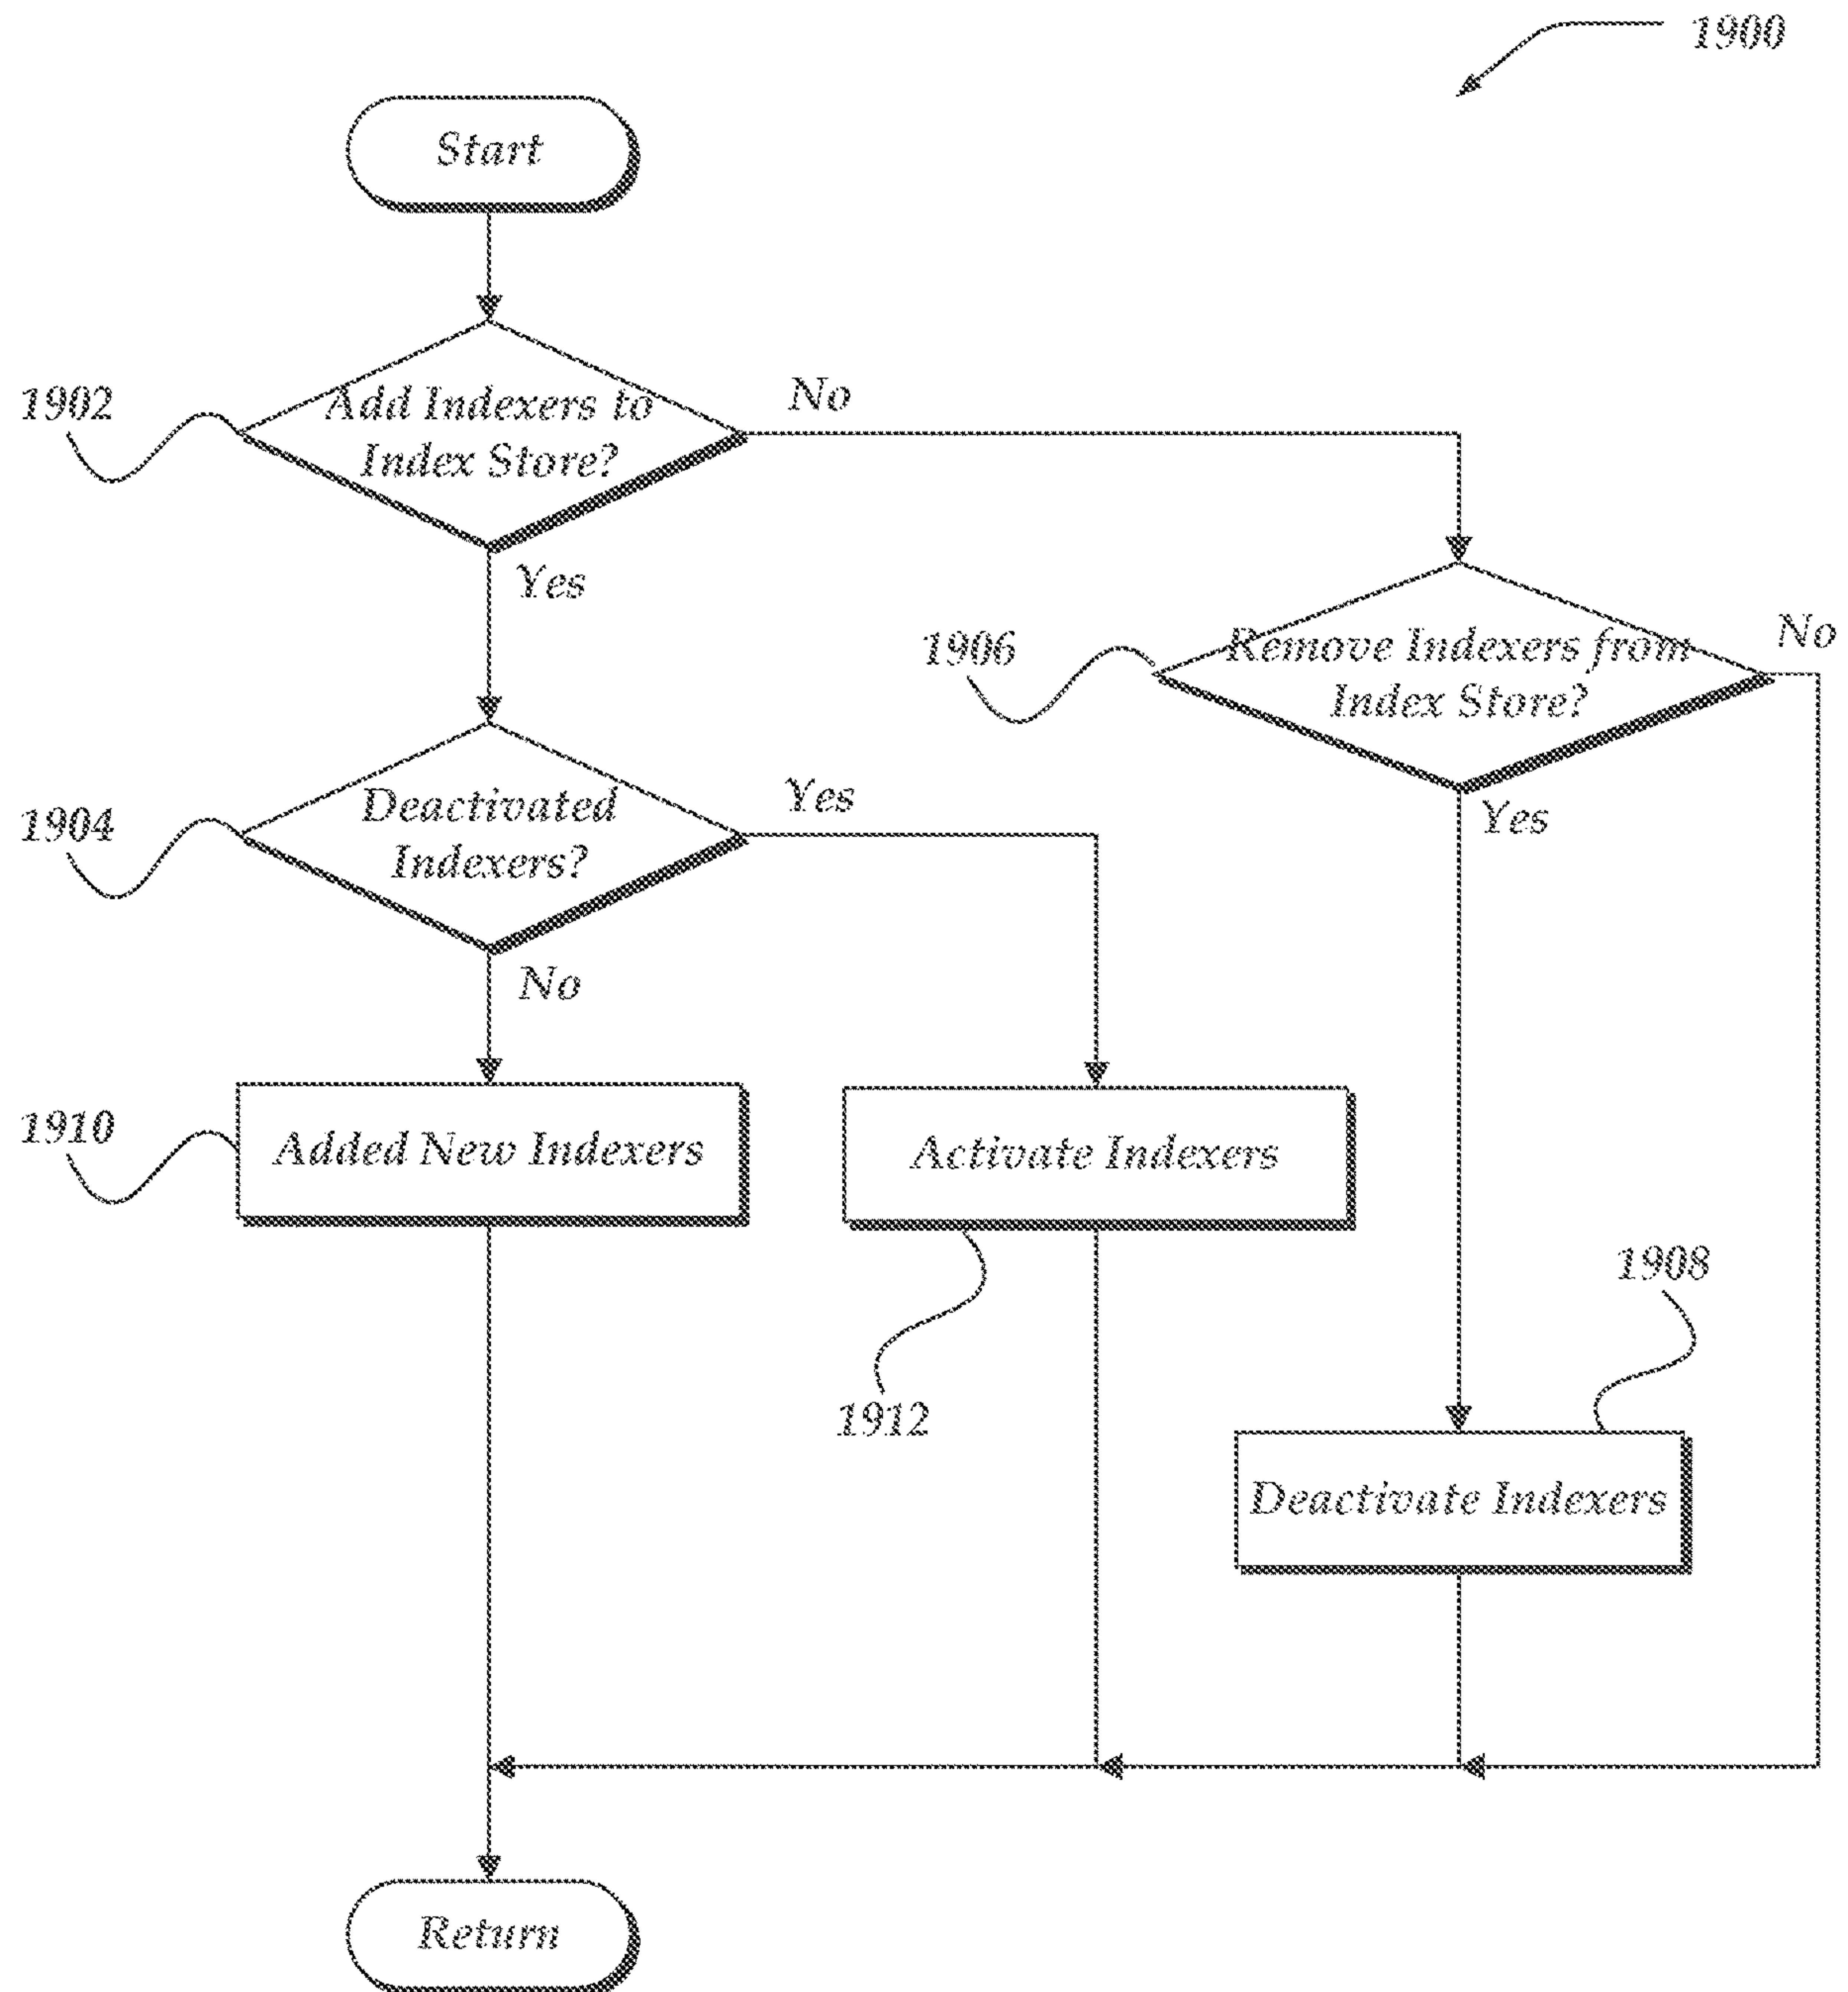 1900
Start
1902
Add Indexers to
Index Store?
No
Yes
1906
Remove Indexers from
Index Store?
No
Yes
1904
Deactivated
Indexers?
Yes
No
1910
Added New Indexers
Activate Indexers
1912
1908
Deactivate Indexers
Return